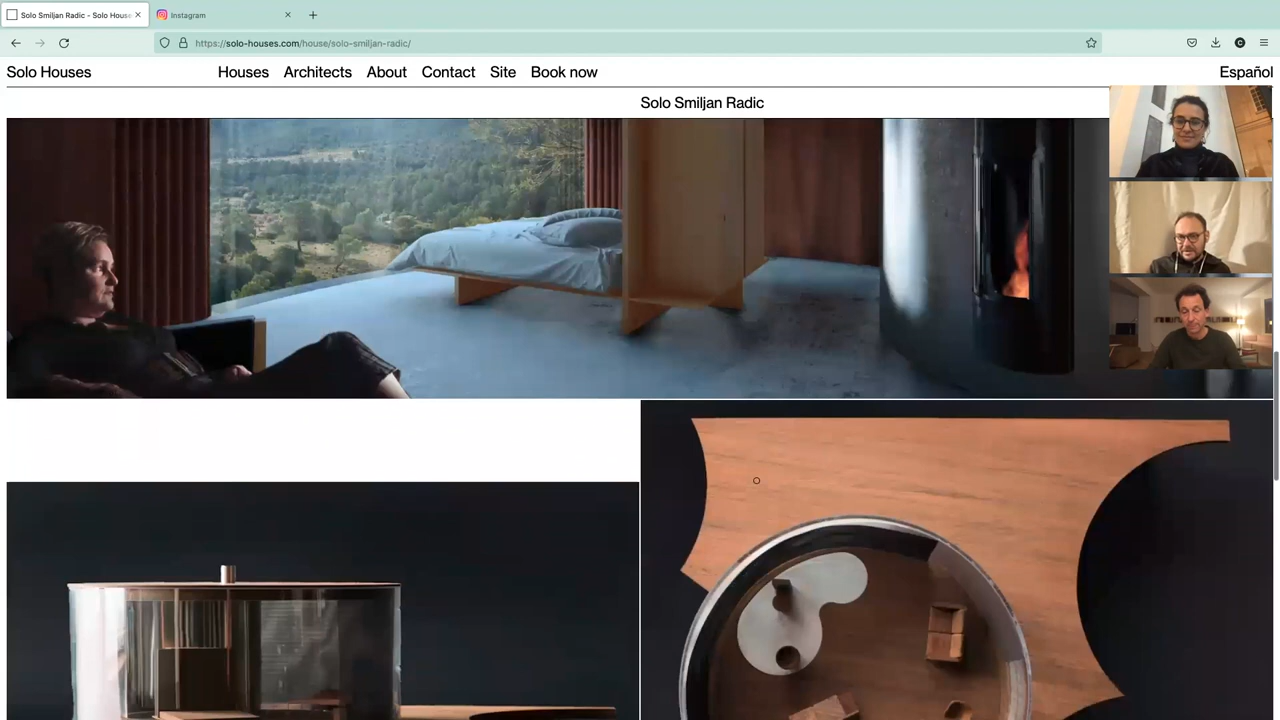 Solo Smiljan Radic - Solo House
Instagram
https://solo-houses.com/house/solo-smiljan-radic/
Solo Houses Houses Architects About Contact Site Book now Español
Solo Smiljan Radic